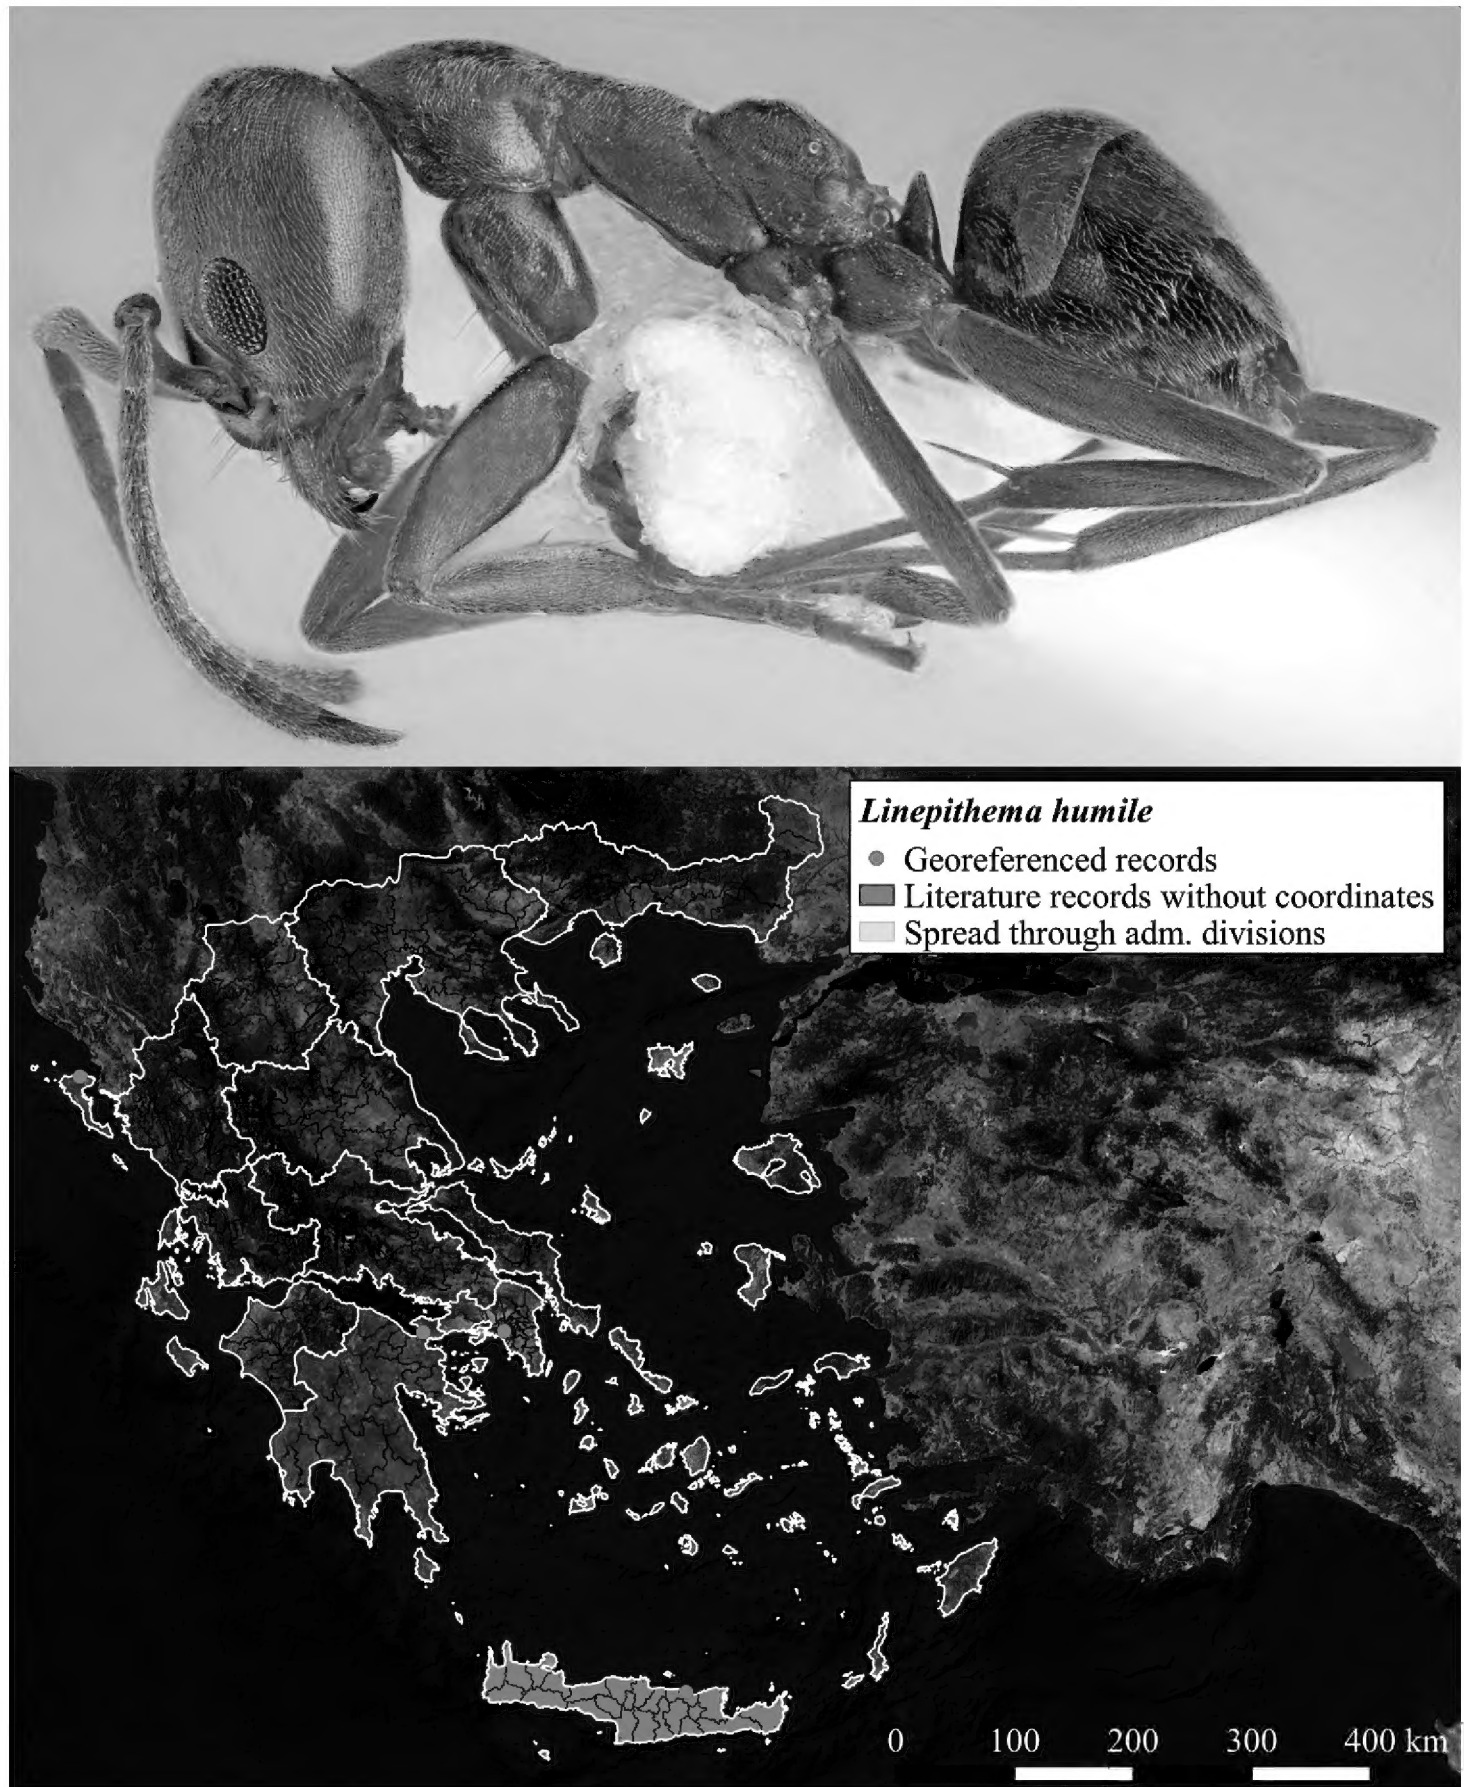 Linepithema humile
Georeferenced records
Literature records without coordinates
Spread through adm. divisions
0 100 200 300 400 km